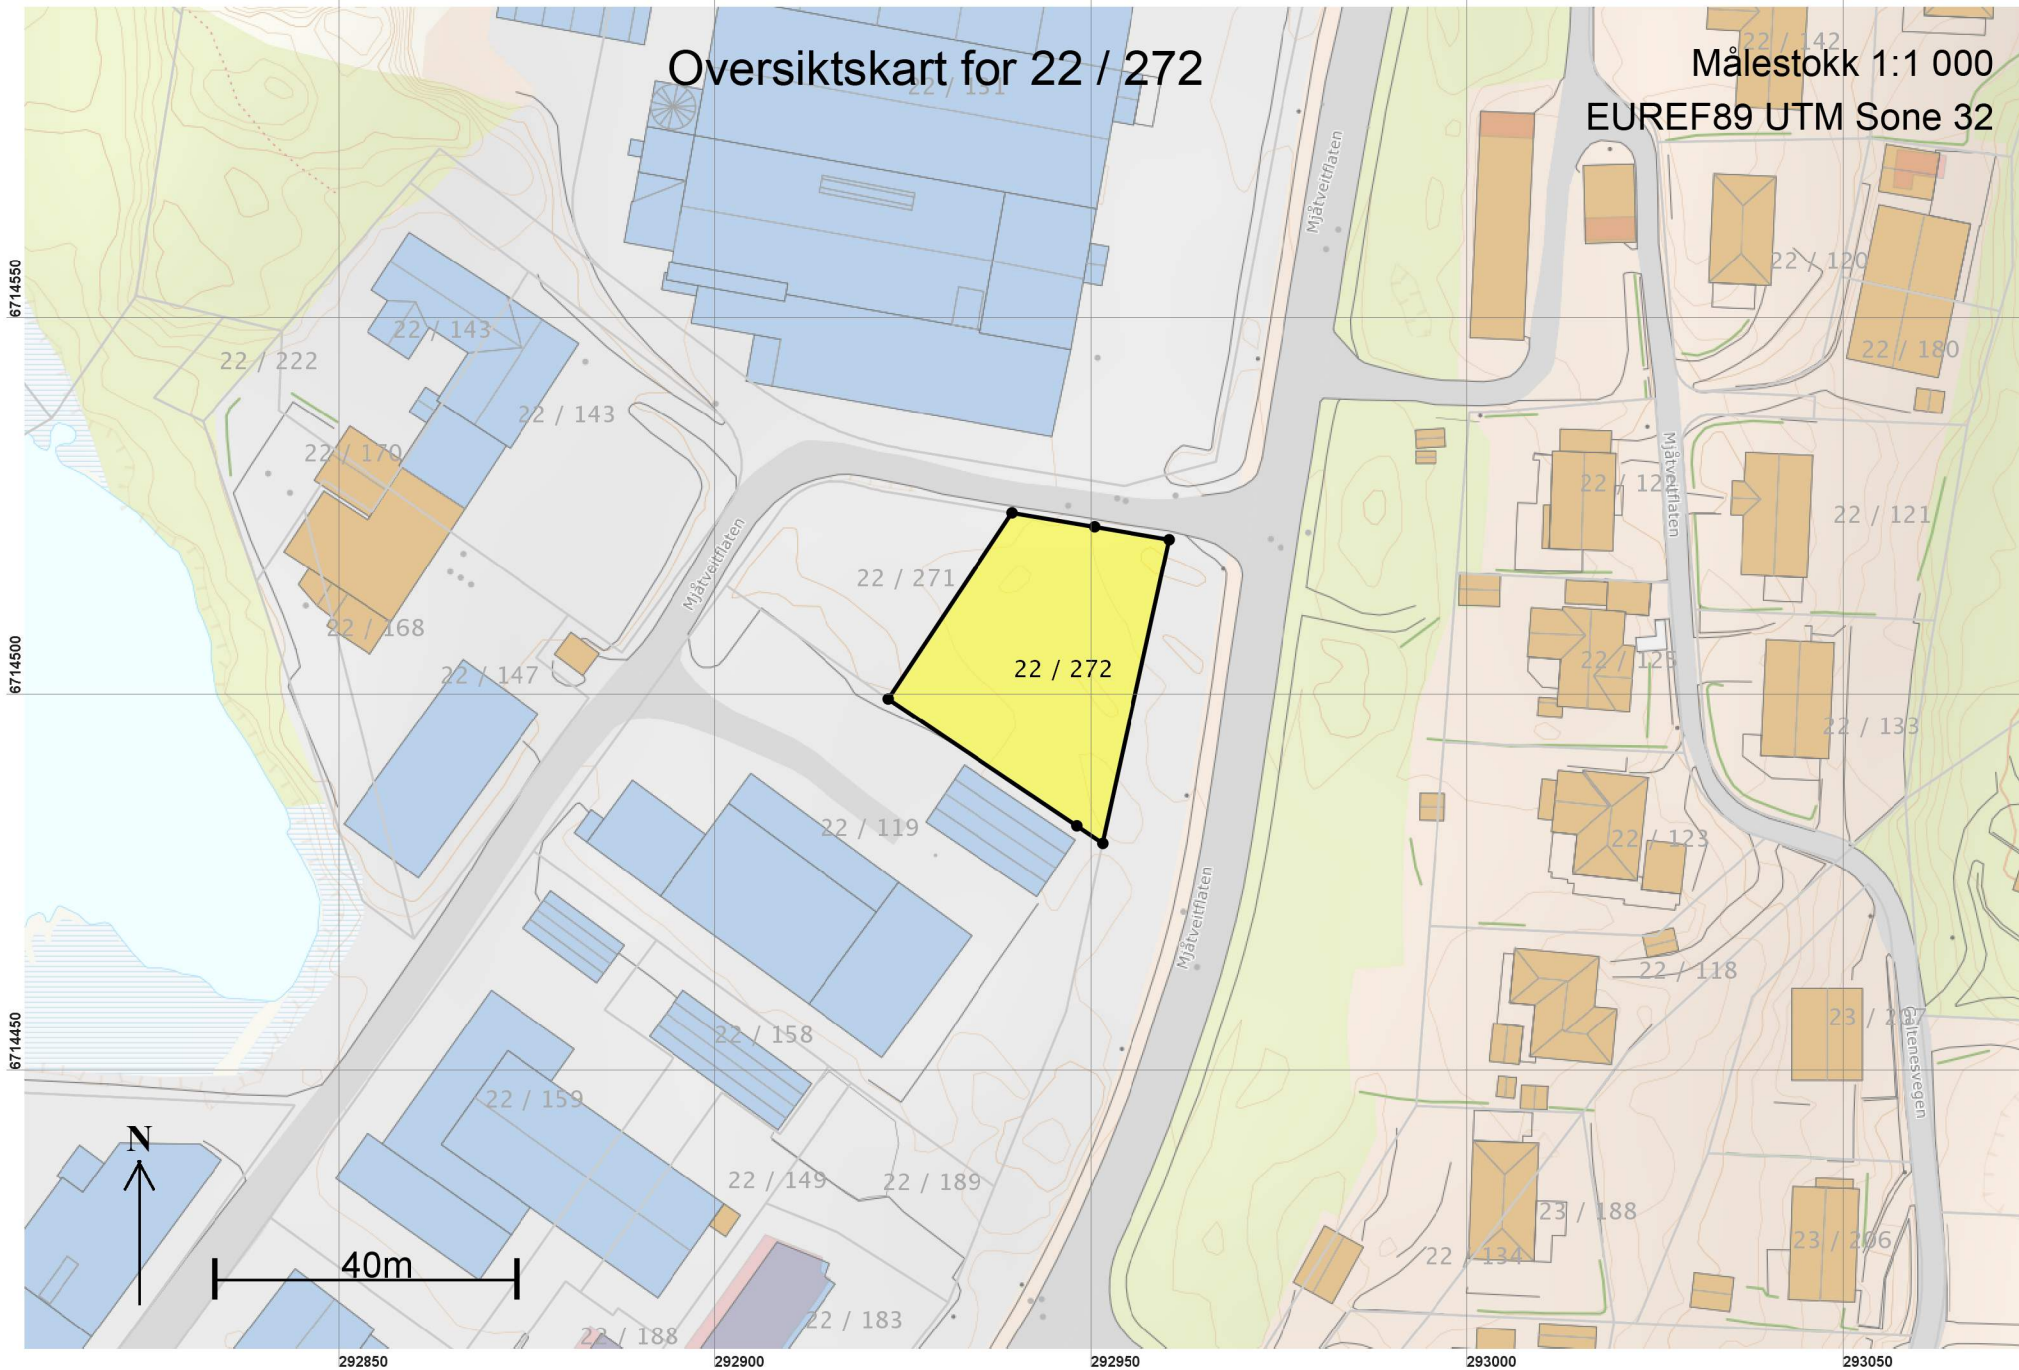 Oversiktskart for 22 / 272
Målestokk 1:1 000
EUREF89 UTM Sone 32
22 / 142
22 / 151
Mjåtveitflaten
22 / 120
6714550
22 / 143
22 / 222
22 / 180
22 / 143
22 / 170
Mjåtveitflaten
22 / 121
Mjåtveitflaten
22 / 271
22 / 168
22 / 272
22 / 125
22 / 147
6714500
22 / 133
22 / 119
22 / 123
Mjåtveitflaten
22 / 118
6714450
22 / 158
Galtenesvegen
22 / 159
N
22 / 149
22 / 189
23 / 188
23 / 206
22 / 134
40m
22 / 183
22 / 188
292850
292900
292950
293000
293050